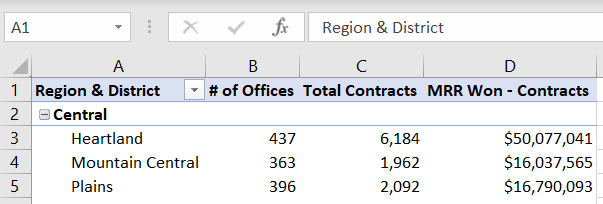 A1 fx Region & District
A B C D
1 Region & District # of Offices Total Contracts MRR Won - Contracts
2 Central
3 Heartland 437 6,184 $50,077,041
4 Mountain Central 363 1,962 $16,037,565
5 Plains 396 2,092 $16,790,093